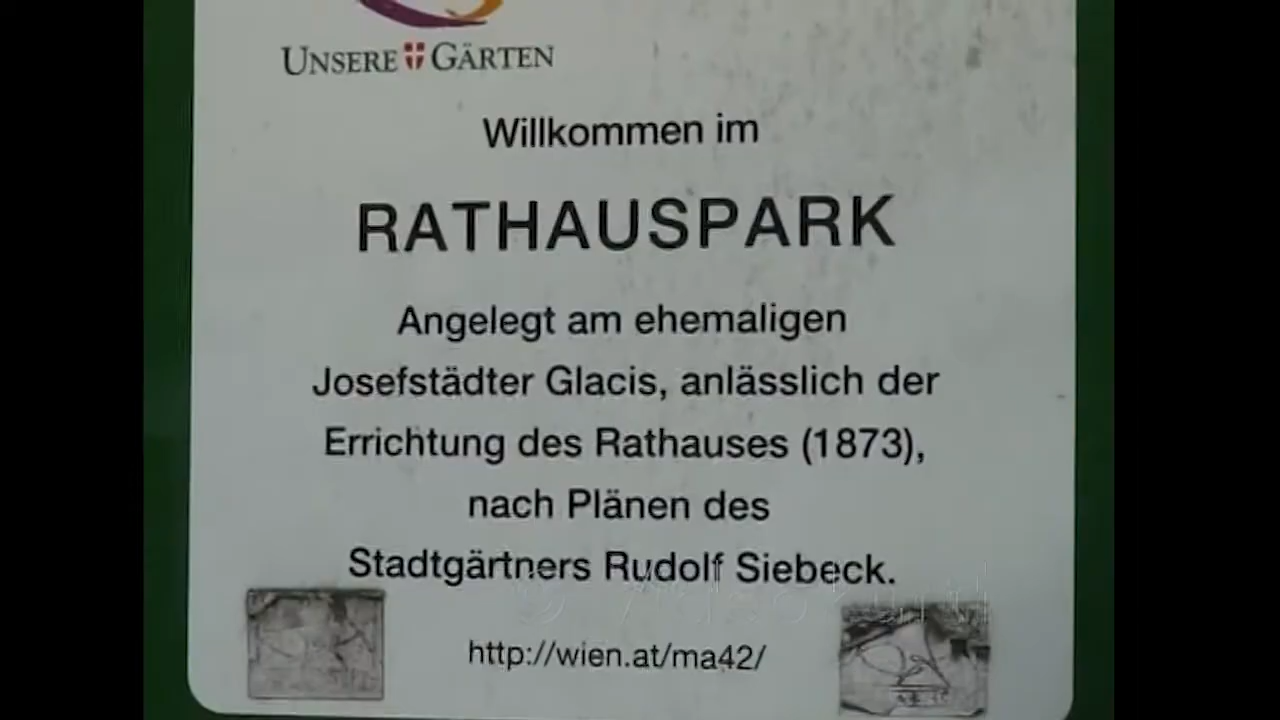 UNSERE GÄRTEN
Willkommen im
RATHAUSPARK
Angelegt am ehemaligen
Josefstädter Glacis, anlässlich der
Errichtung des Rathauses (1873),
nach Plänen des
Stadtgärtners Rudolf Siebeck.
http://wien.at/ma42/